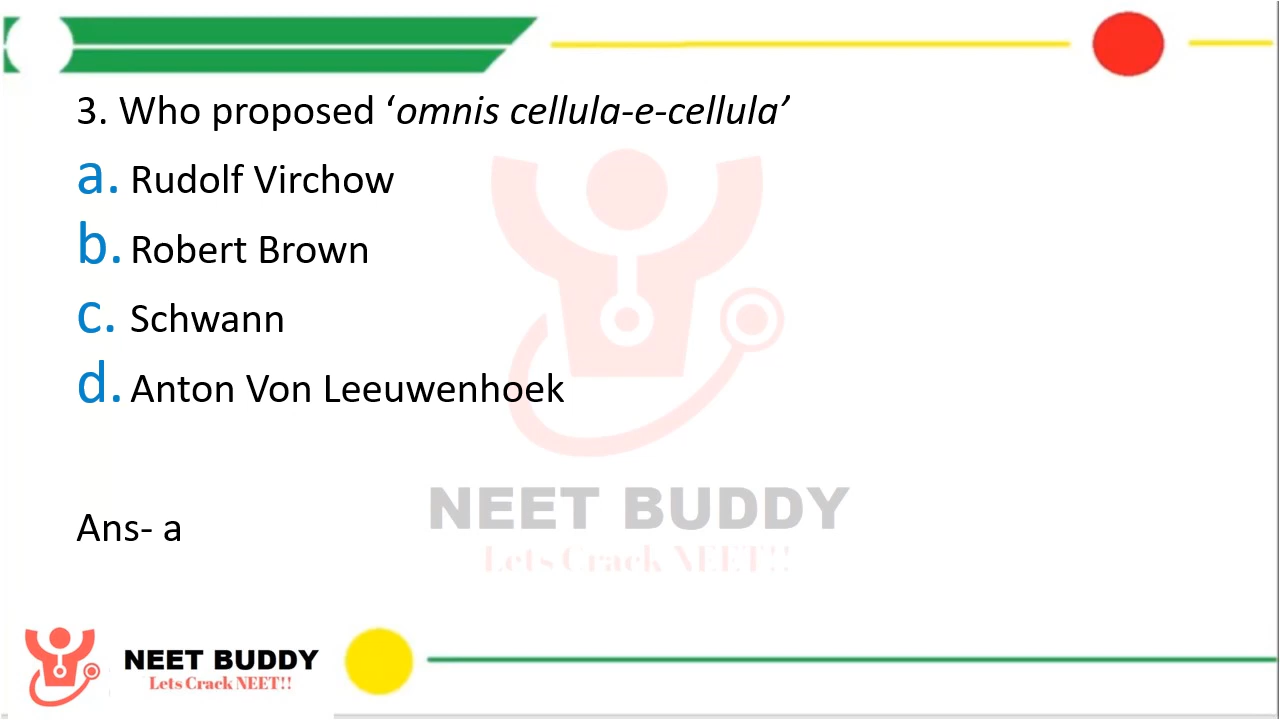 3. Who proposed ‘omnis cellula-e-cellula’
a. Rudolf Virchow
b. Robert Brown
c. Schwann
d. Anton Von Leeuwenhoek
NEET BUDDY
Lets Crack NEET!!
Ans- a
NEET BUDDY
Lets Crack NEET!!